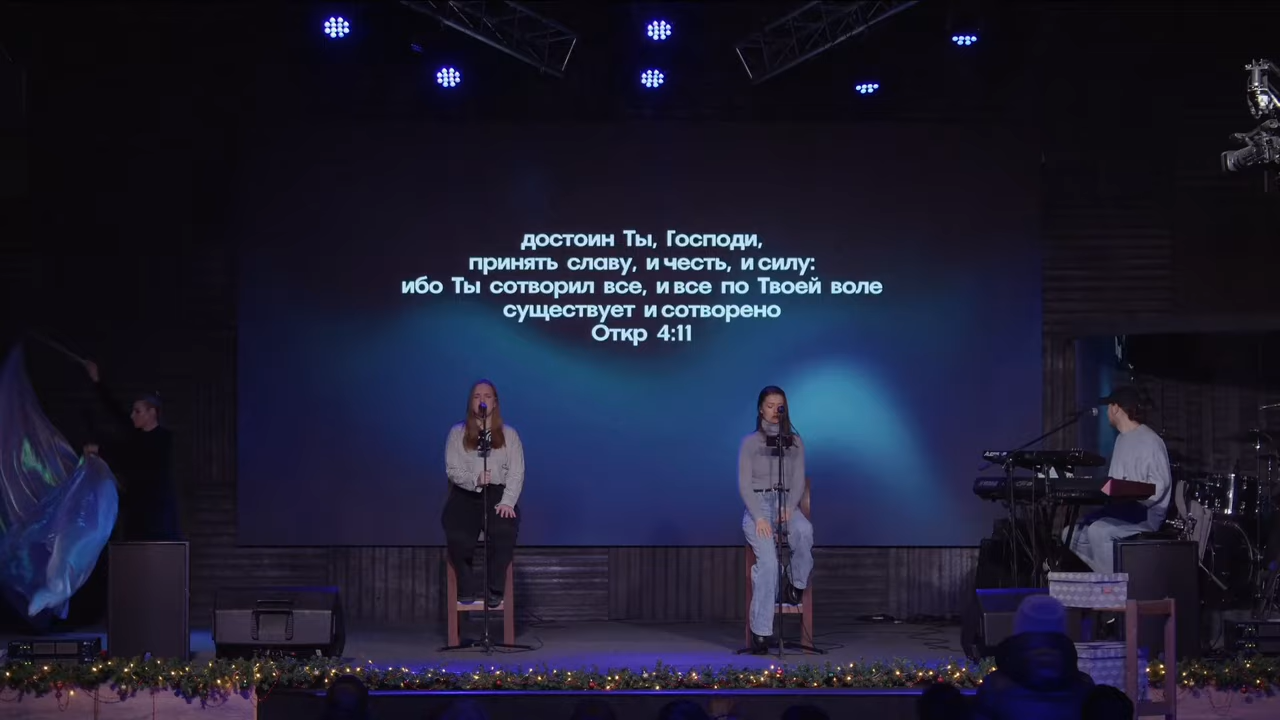 достоин Ты, Господи,
принять славу, и честь, и силу:
ибо Ты сотворил все, и все по Твоей воле
существует и сотворено
Откр 4:11